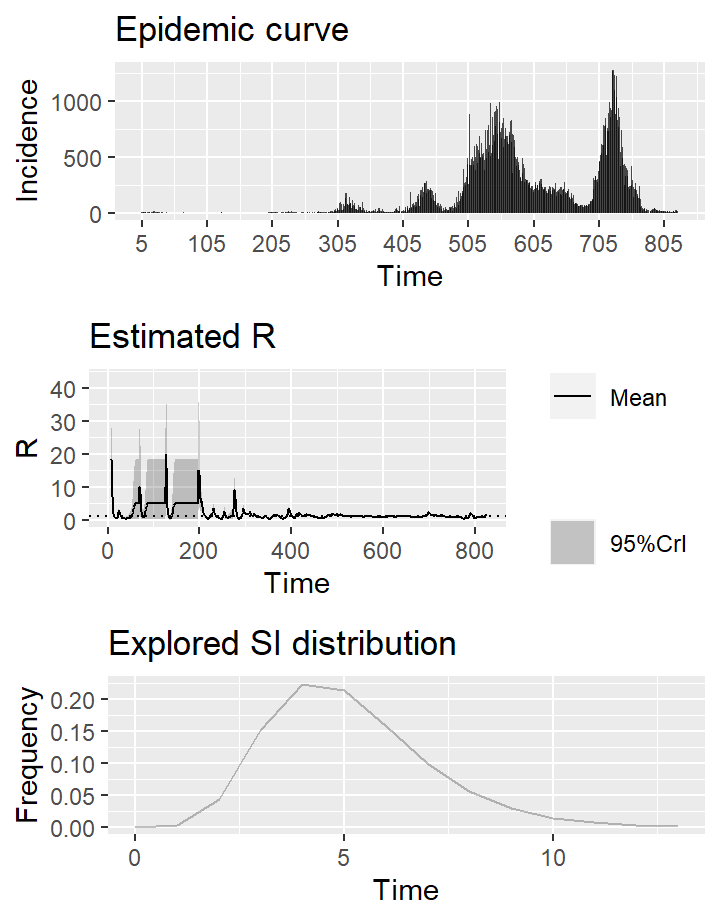 Epidemic curve
Incidence
1000
500
0
5 105 205 305 405 505 605 705 805
Time
Estimated R
R
40
30
20
10
0
0 200 400 600 800
Time
Mean
95%CrI
Explored SI distribution
Frequency
0.20
0.15
0.10
0.05
0.00
0 5 10
Time